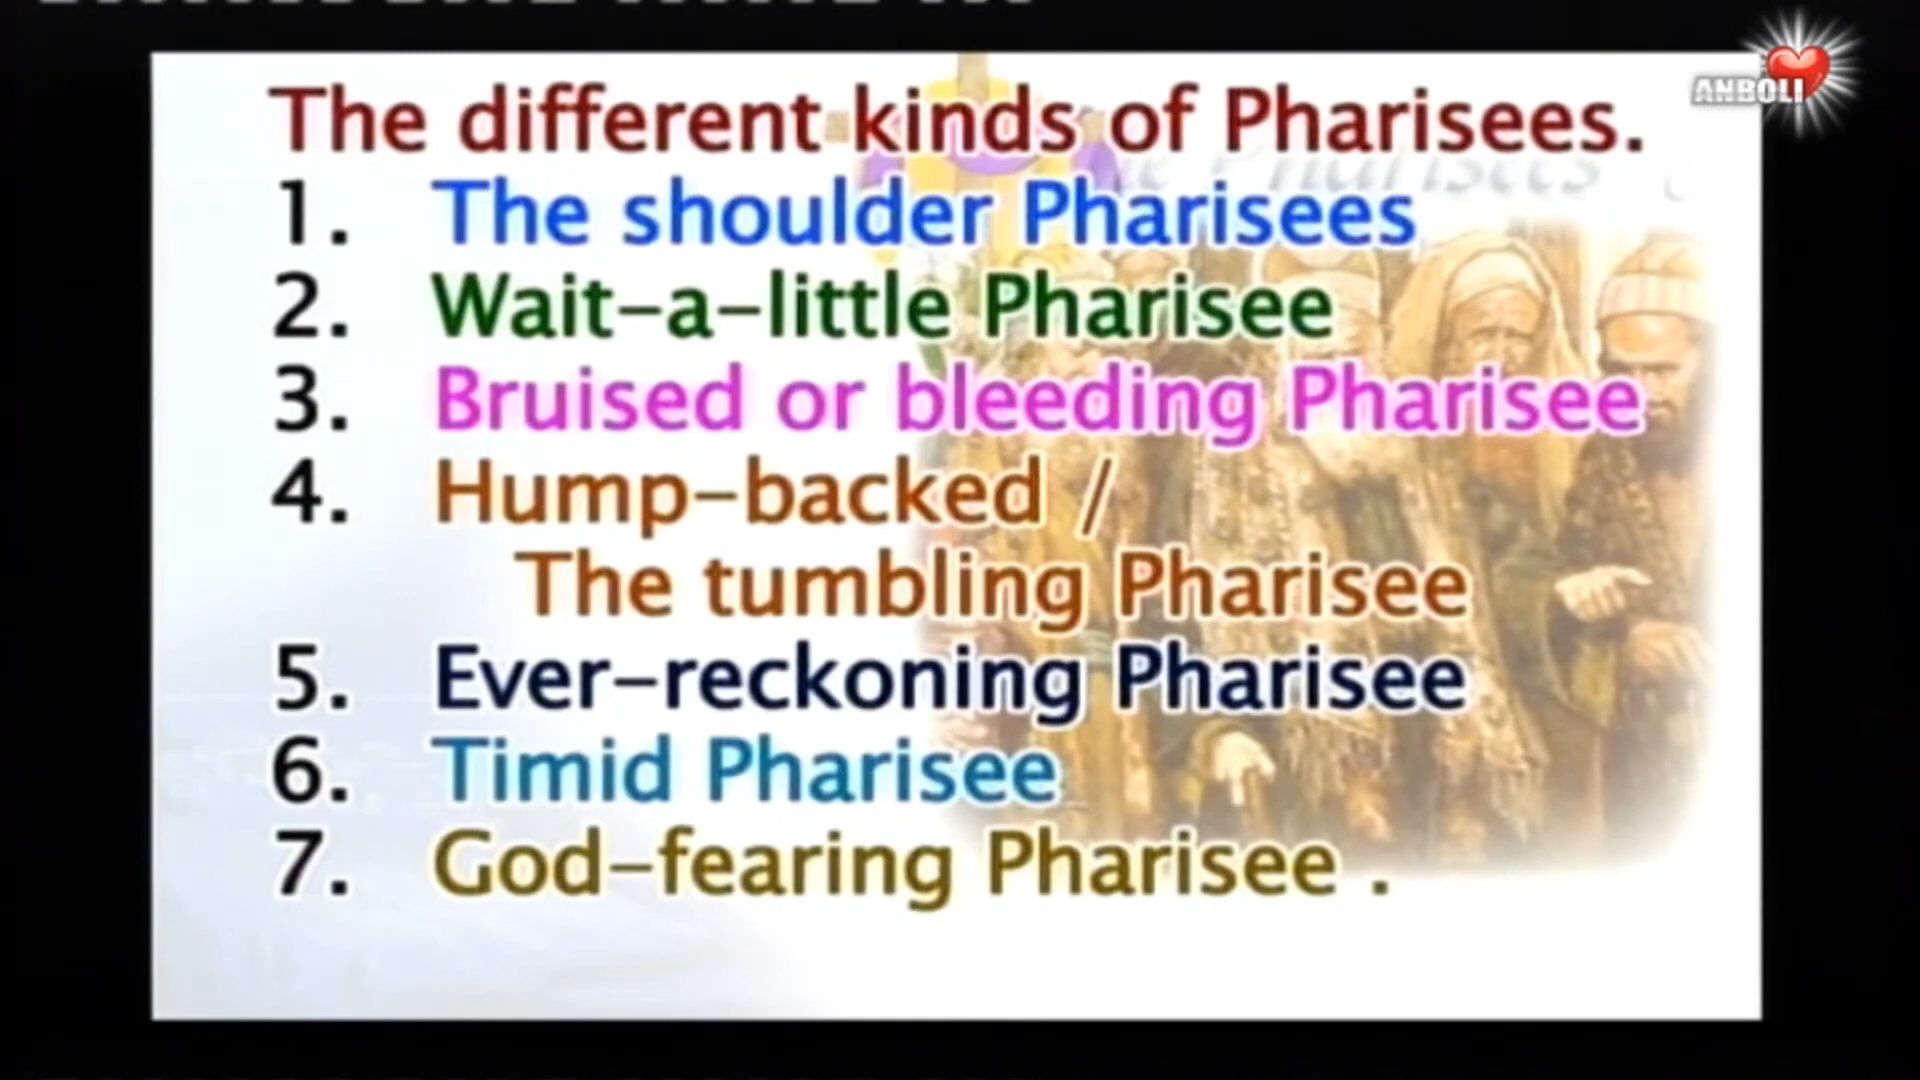 The different kinds of Pharisees.
1. The shoulder Pharisees
2. Wait-a-little Pharisee
3. Bruised or bleeding Pharisee
4. Hump-backed /
The tumbling Pharisee
5. Ever-reckoning Pharisee
6. Timid Pharisee
7. God-fearing Pharisee .
ANBOLI